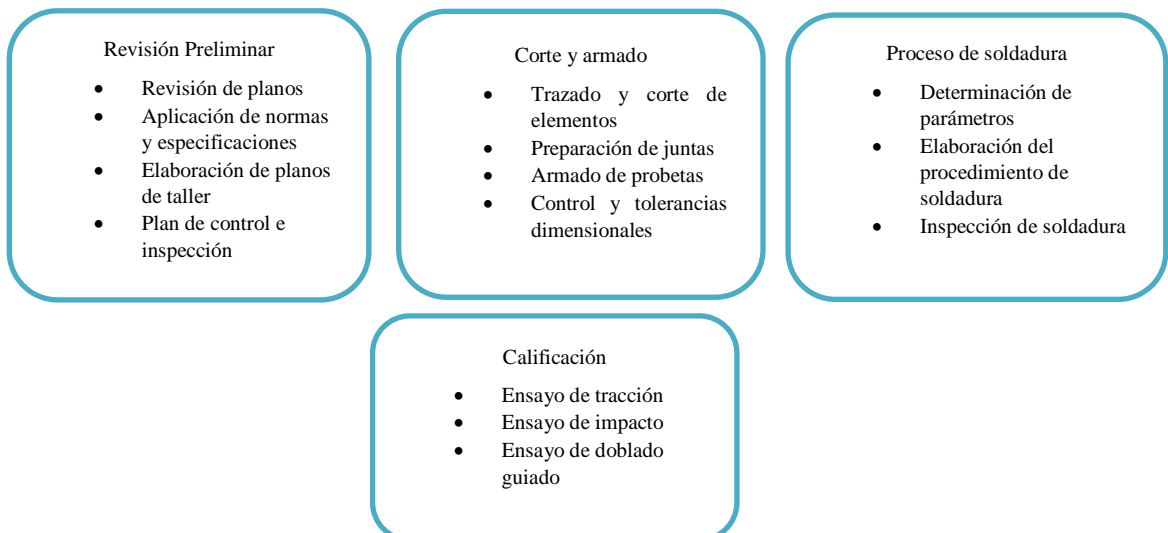 Revisión Preliminar
• Revisión de planos
• Aplicación de normas
y especificaciones
• Elaboración de planos
de taller
• Plan de control e
inspección
Corte y armado
• Trazado y corte de
elementos
• Preparación de juntas
• Armado de probetas
• Control y tolerancias
dimensionales
Proceso de soldadura
• Determinación de
parámetros
• Elaboración del
procedimiento de
soldadura
• Inspección de soldadura
Calificación
• Ensayo de tracción
• Ensayo de impacto
• Ensayo de doblado
guiado